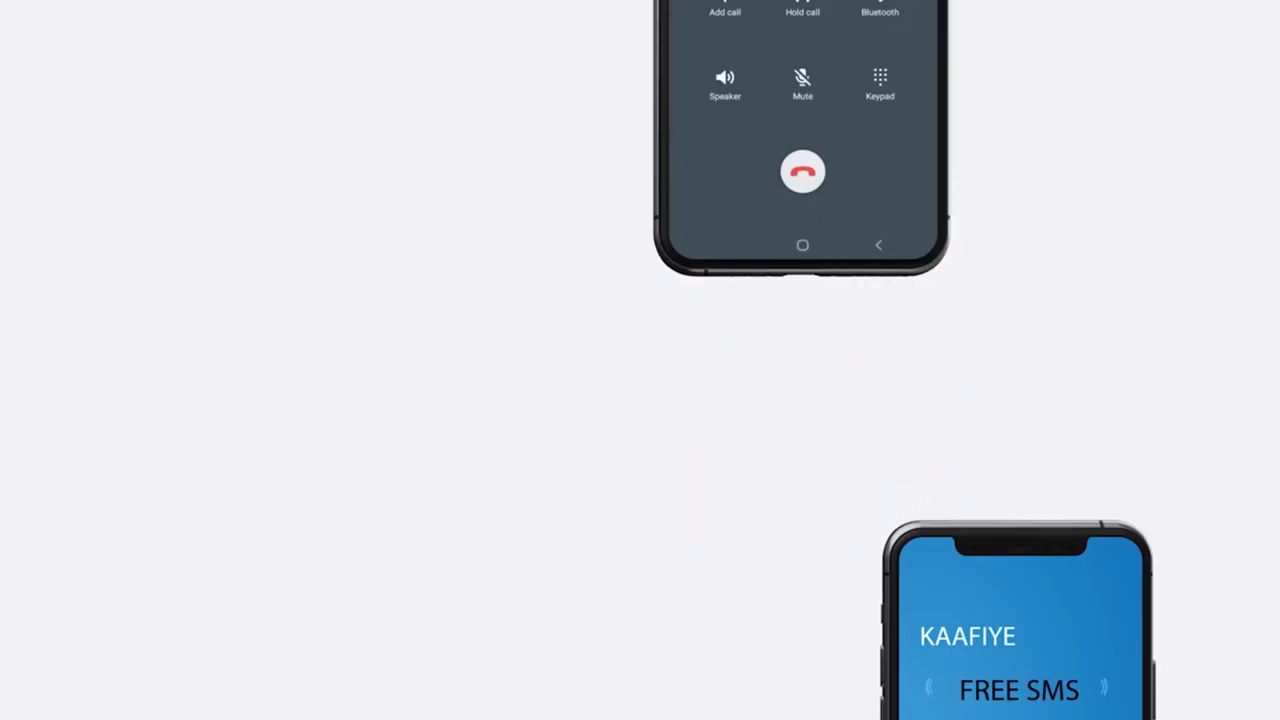 Add call Hold call Bluetooth
Speaker Mute Keypad
KAAFIYE
FREE SMS